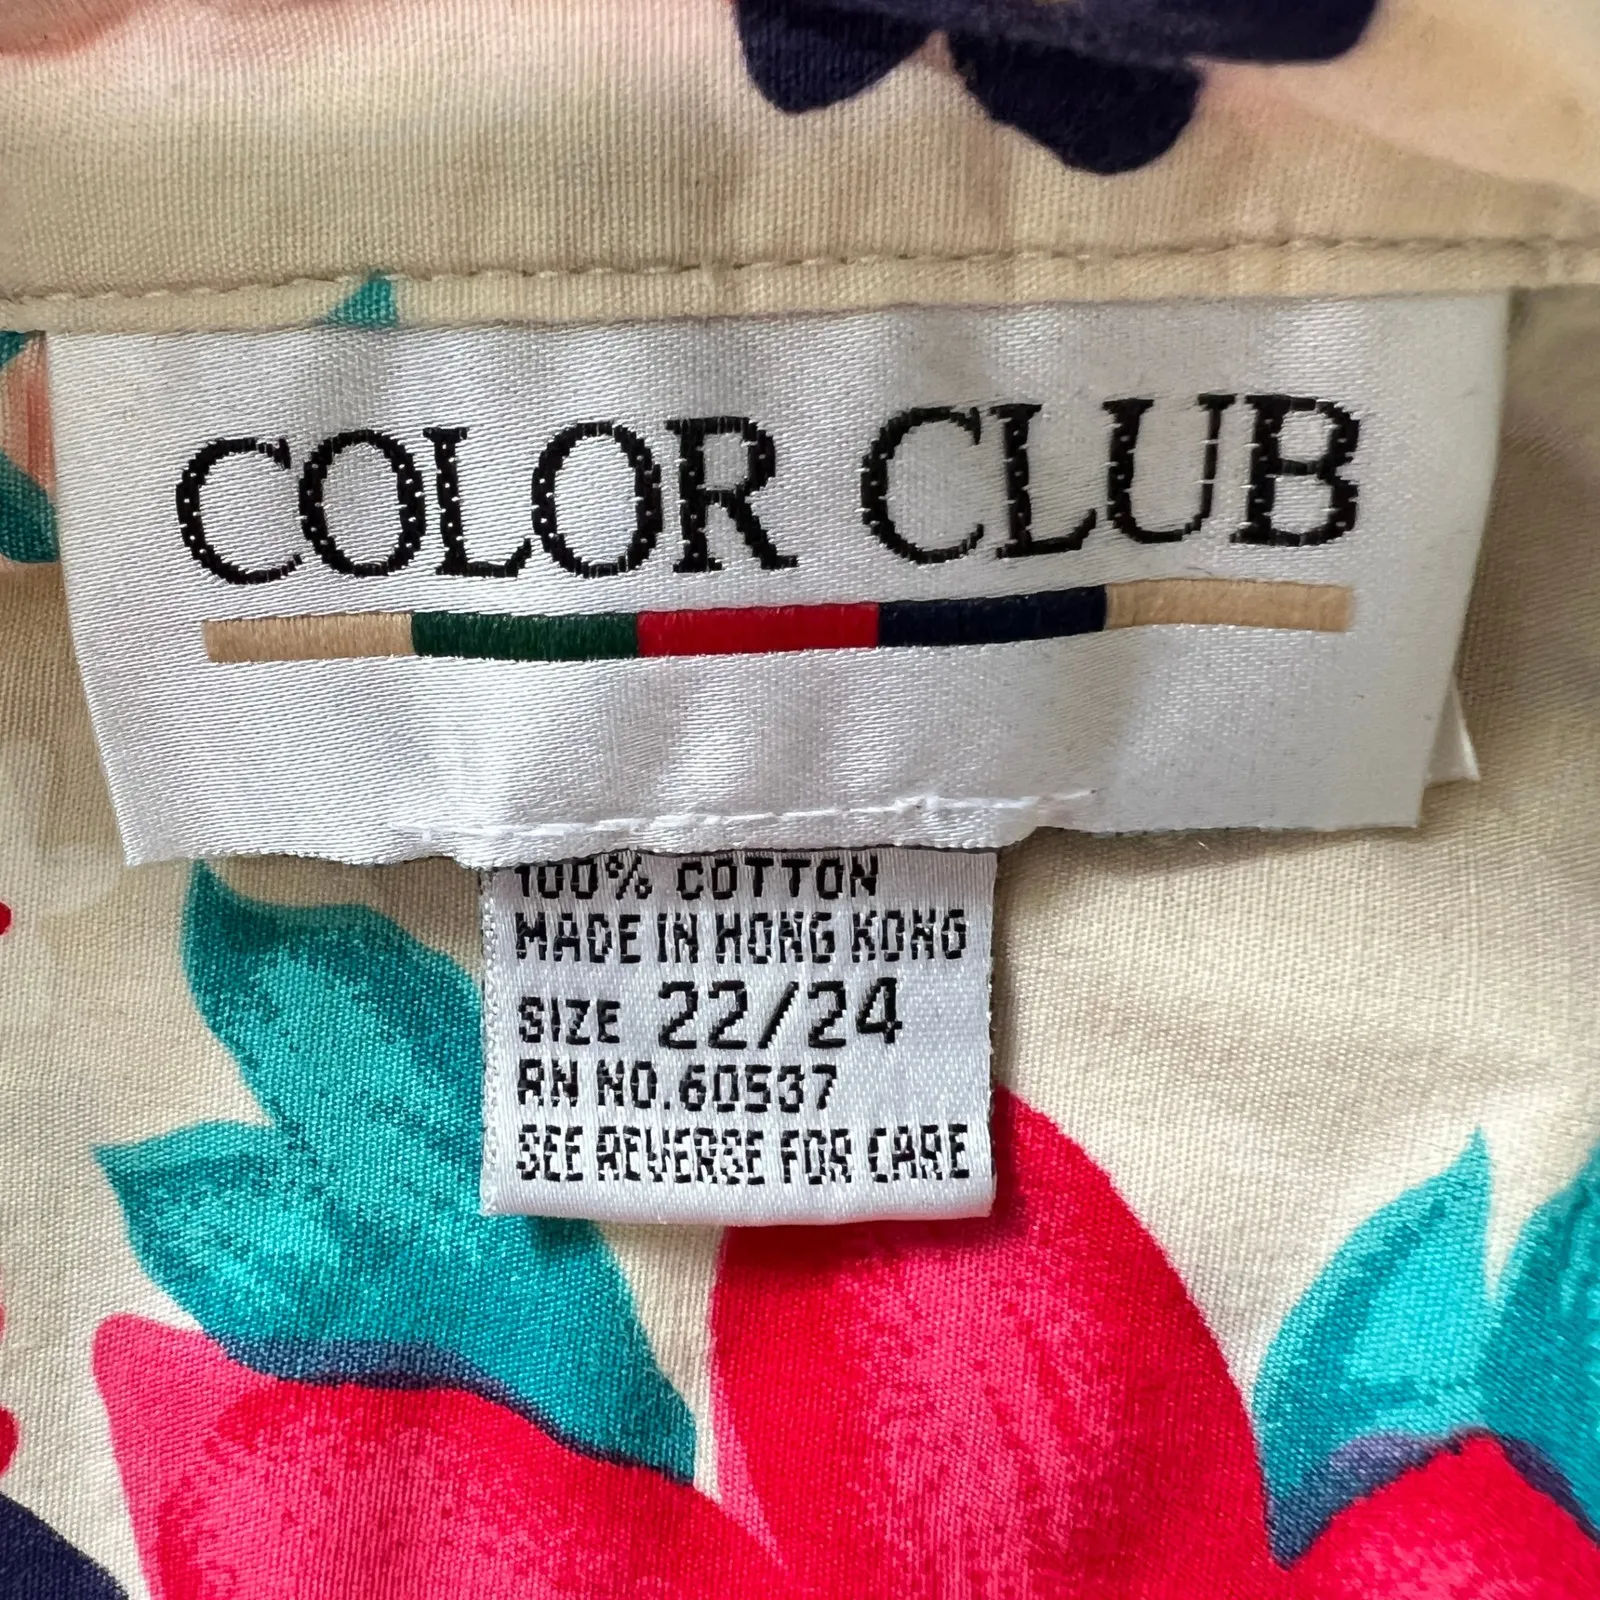 COLOR CLUB
100% COTTON
MADE IN HONG KONG
SIZE 22/24
RN NO.60537
SEE REVERSE FOR CARE